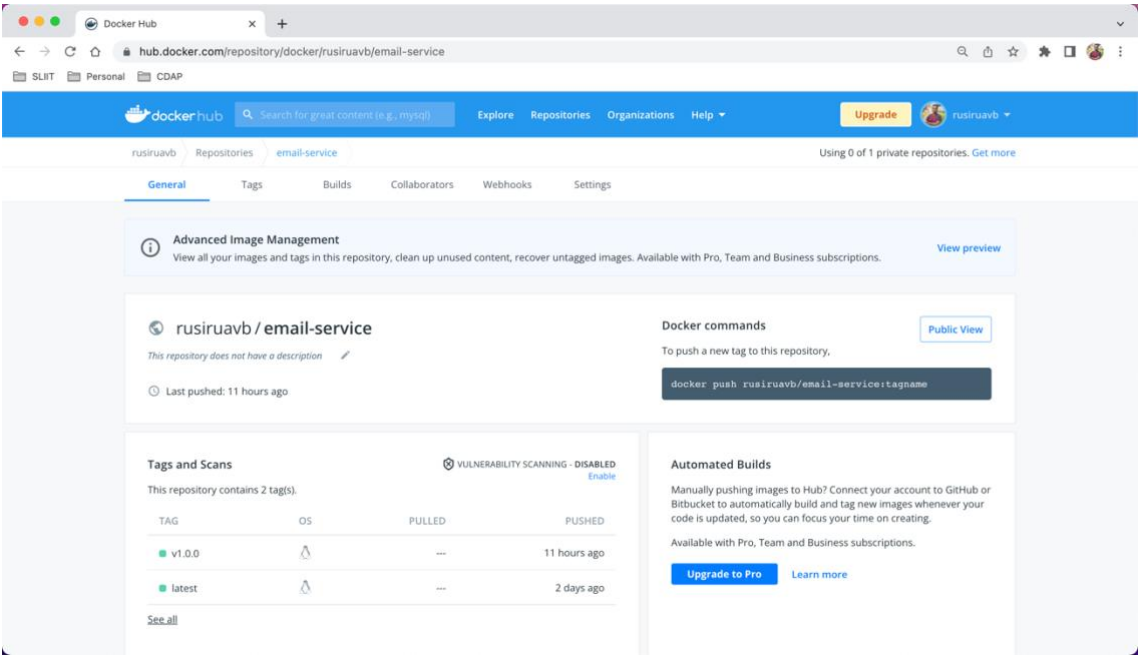 Docker Hub
hub.docker.com/repository/docker/rusiruavb/email-service
SLIIT Personal CDAP
dockerhub Search for great content (e.g., mysql) Explore Repositories Organizations Help Upgrade rusiruavb
rusiruavb Repositories email-service Using 0 of 1 private repositories. Get more
General Tags Builds Collaborators Webhooks Settings
Advanced Image Management
View all your images and tags in this repository, clean up unused content, recover untagged images. Available with Pro, Team and Business subscriptions.
View preview
rusiruavb / email-service
This repository does not have a description
Last pushed: 11 hours ago
Docker commands
Public View
To push a new tag to this repository,
docker push rusiruavb/email-service:tagname
Tags and Scans
VULNERABILITY SCANNING - DISABLED
Enable
This repository contains 2 tag(s).
TAG OS PULLED PUSHED
v1.0.0 --- 11 hours ago
latest --- 2 days ago
See all
Automated Builds
Manually pushing images to Hub? Connect your account to GitHub or
Bitbucket to automatically build and tag new images whenever your
code is updated, so you can focus your time on creating.
Available with Pro, Team and Business subscriptions.
Upgrade to Pro Learn more